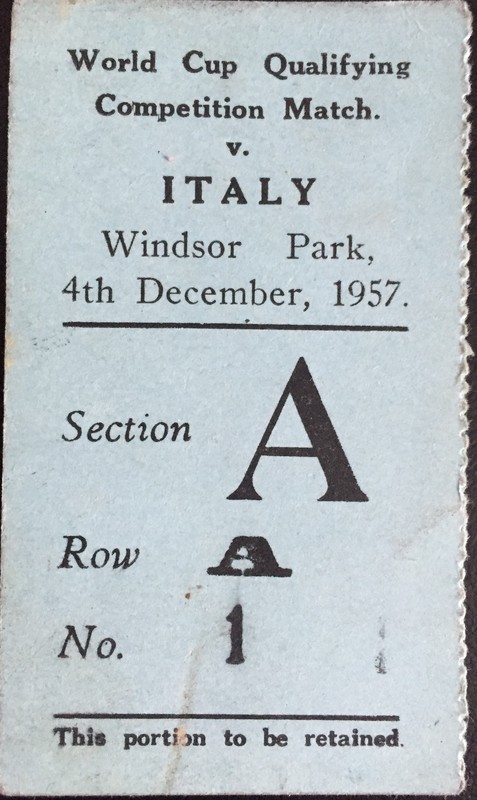 World Cup Qualifying
Competition Match.
v.
ITALY
Windsor Park,
4th December, 1957.
Section A
Row A
No. 1
This portion to be retained.